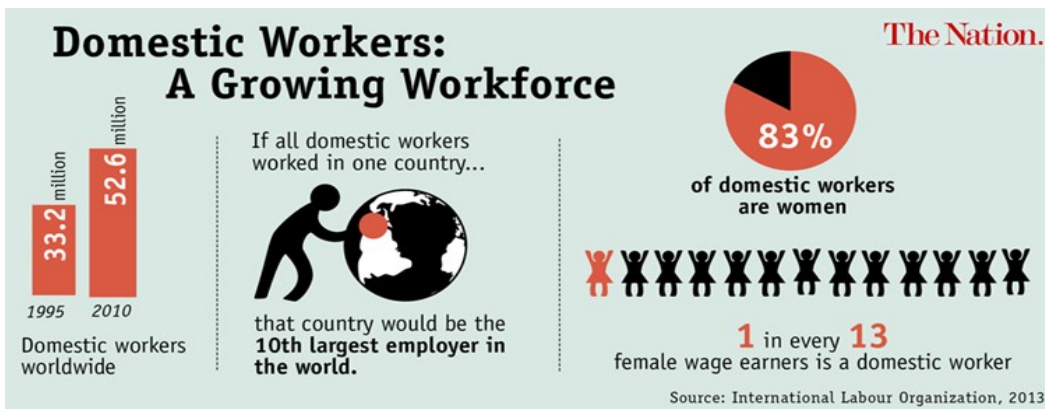 Domestic Workers:
A Growing Workforce
The Nation.
33.2 million
52.6 million
1995 2010
Domestic workers
worldwide
If all domestic workers
worked in one country...
that country would be the
10th largest employer in
the world.
83%
of domestic workers
are women
1 in every 13
female wage earners is a domestic worker
Source: International Labour Organization, 2013